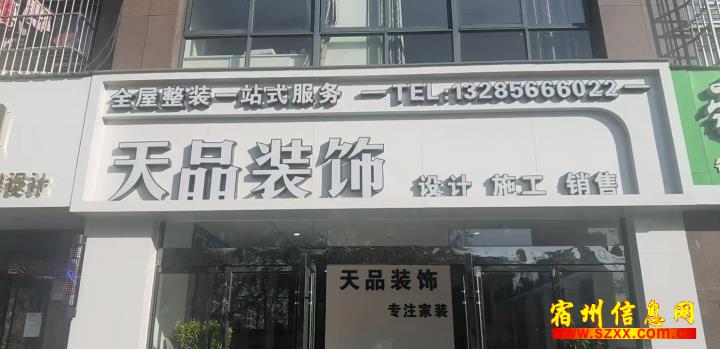 全屋整装一站式服务 —TEL:13285666022—
天品装饰 设计 施工 销售
设计
天品装饰
专注家装
宿州信息网
www.szxx.com.cn